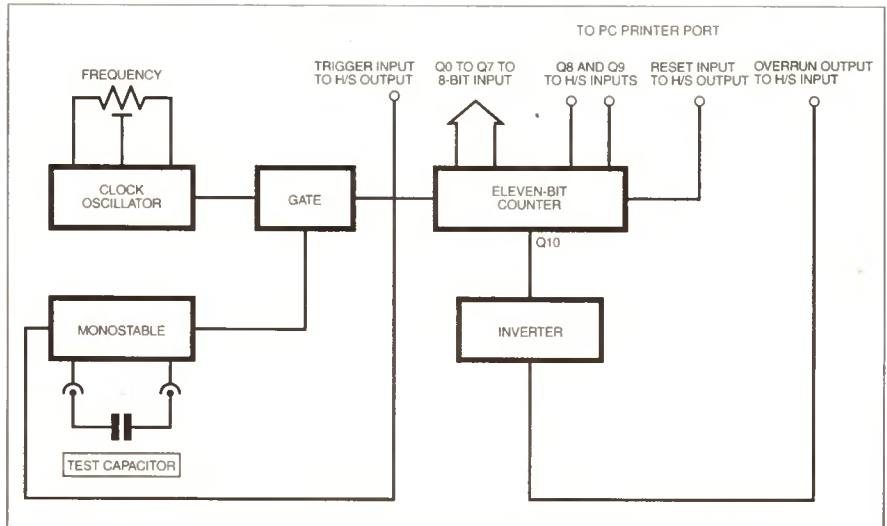 TO PC PRINTER PORT
FREQUENCY
TRIGGER INPUT
TO H/S OUTPUT
Q0 TO Q7 TO
8-BIT INPUT
Q8 AND Q9
TO H/S INPUTS
RESET INPUT
TO H/S OUTPUT
OVERRUN OUTPUT
TO H/S INPUT
CLOCK
OSCILLATOR
GATE
ELEVEN-BIT
COUNTER
Q10
MONOSTABLE
INVERTER
TEST CAPACITOR